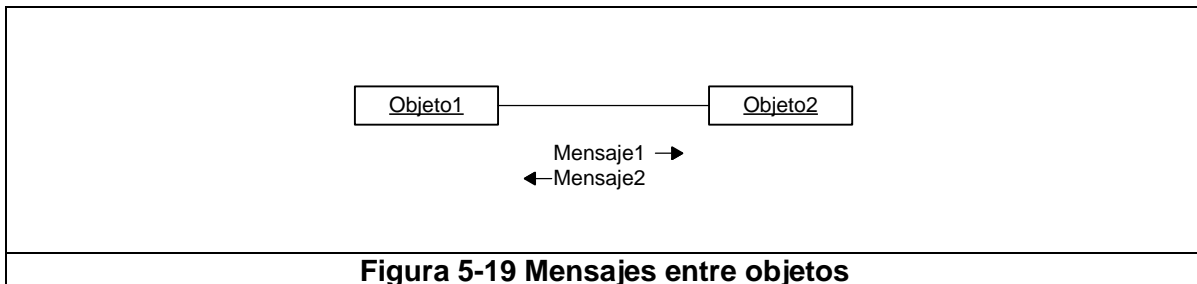 Objeto1
Objeto2
Mensaje1
Mensaje2
Figura 5-19 Mensajes entre objetos